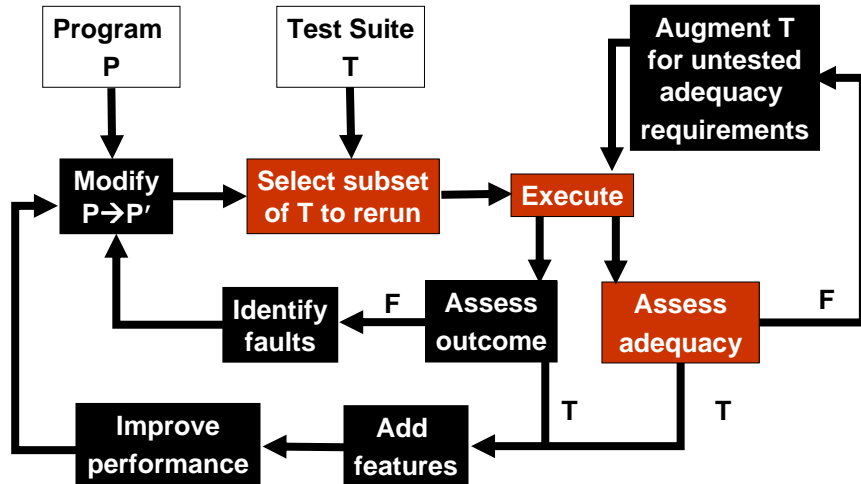 Program
P
Test Suite
T
Augment T
for untested
adequacy
requirements
Modify
P→P′
Select subset
of T to rerun
Execute
Identify
faults
F
Assess
outcome
Assess
adequacy
F
T
T
Improve
performance
Add
features